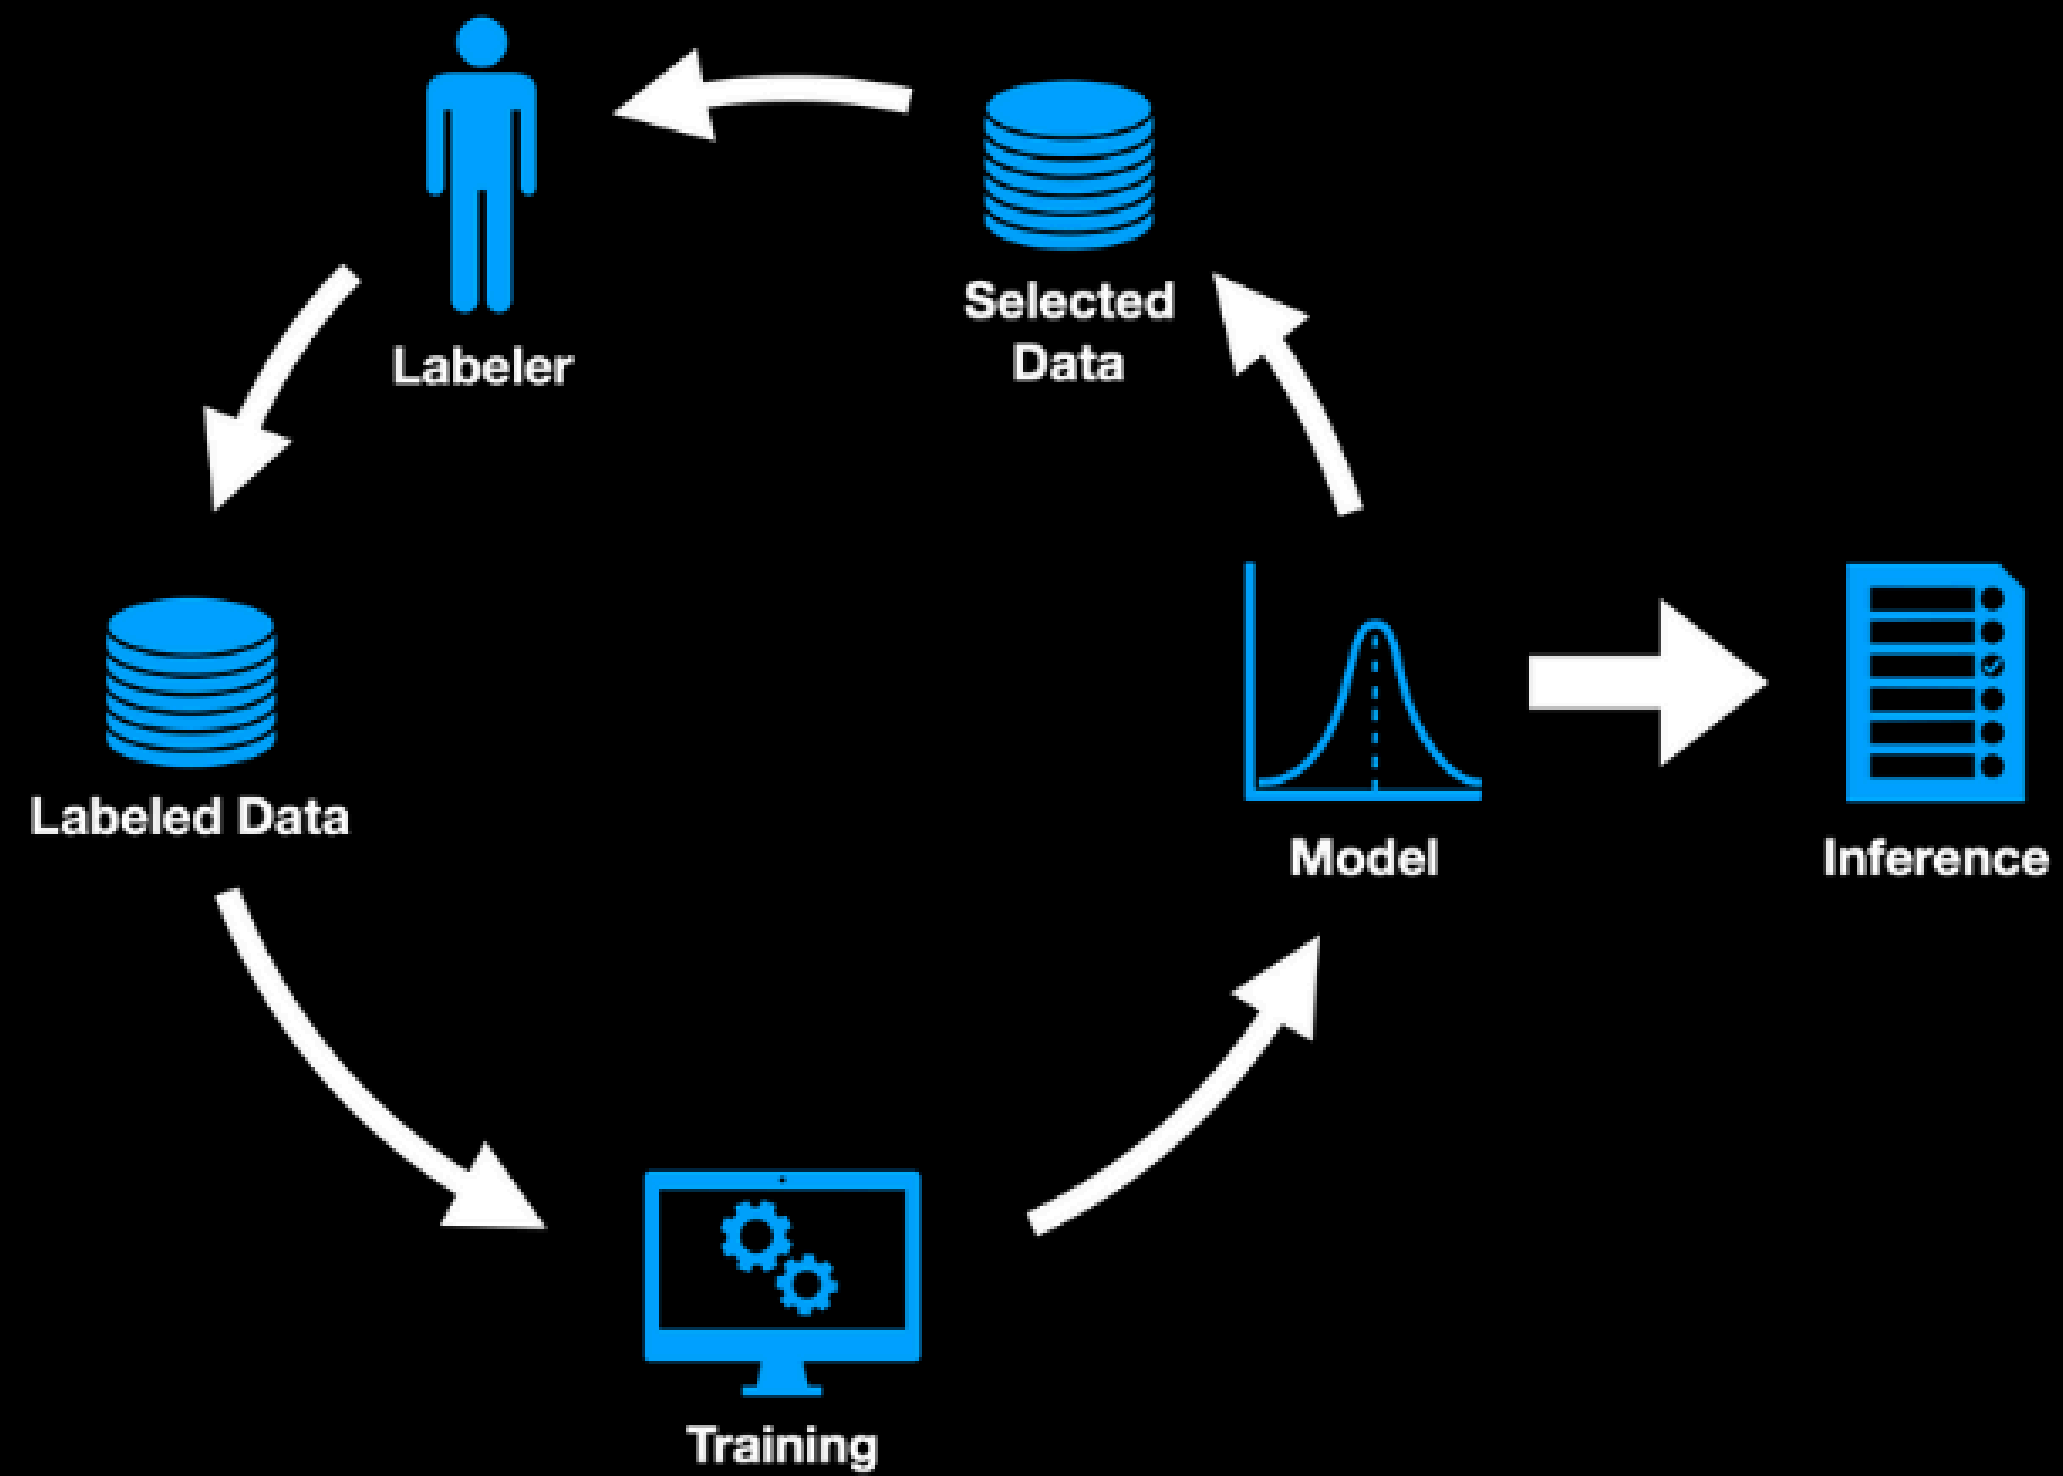 Selected
Data
Labeler
Labeled Data
Model
Inference
Training